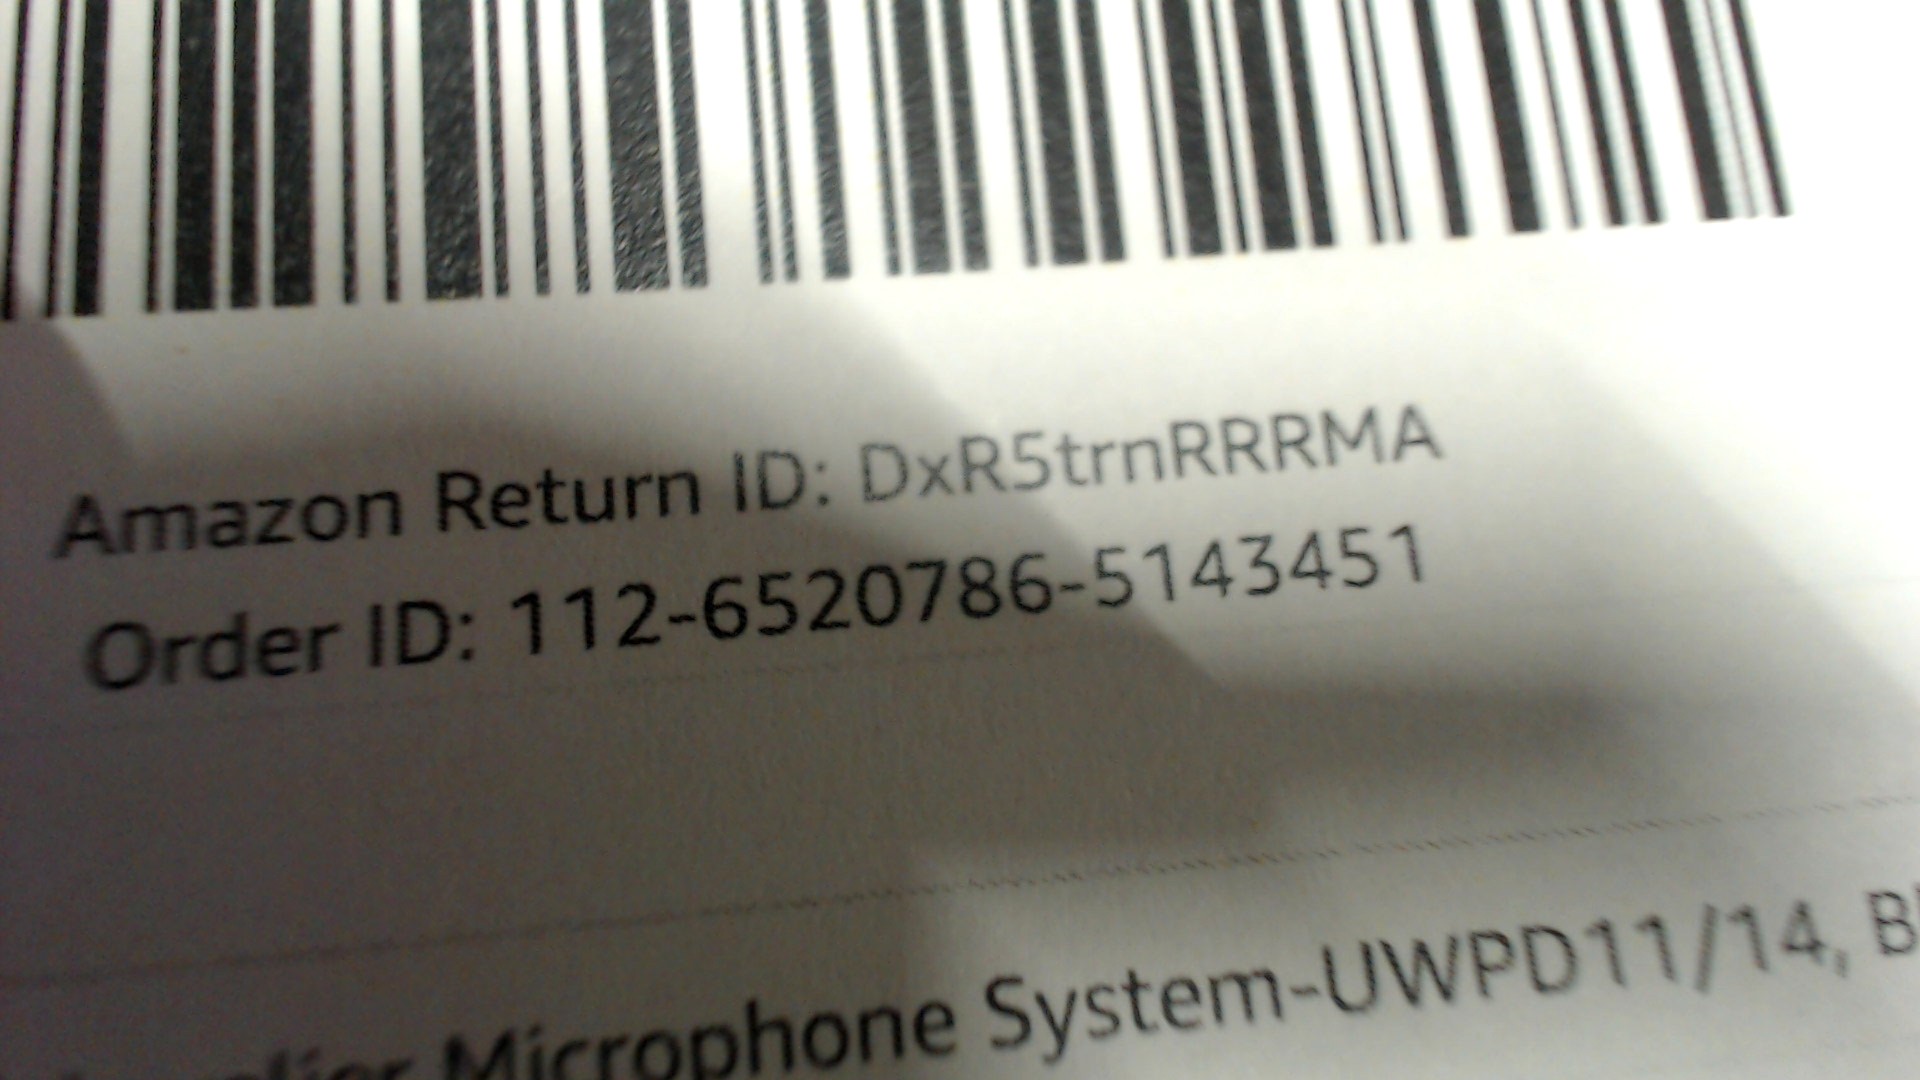 Amazon Return ID: DxR5trnRRRMA
Order ID: 112-6520786-5143451
Microphone System-UWPD11/14,